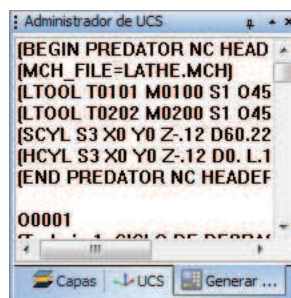 Administrador de UCS
(BEGIN PREDATOR NC HEAD
(MCH_FILE=LATHE.MCH)
(LTOOL T0101 M0100 S1 O45
(LTOOL T0202 M0200 S1 O45
(SCYL S3 X0 Y0 Z-.12 D60.22
(HCYL S3 X0 Y0 Z-.12 D0. L.1
(END PREDATOR NC HEADEF
O0001
CICLO DE
Capas UCS Generar ...